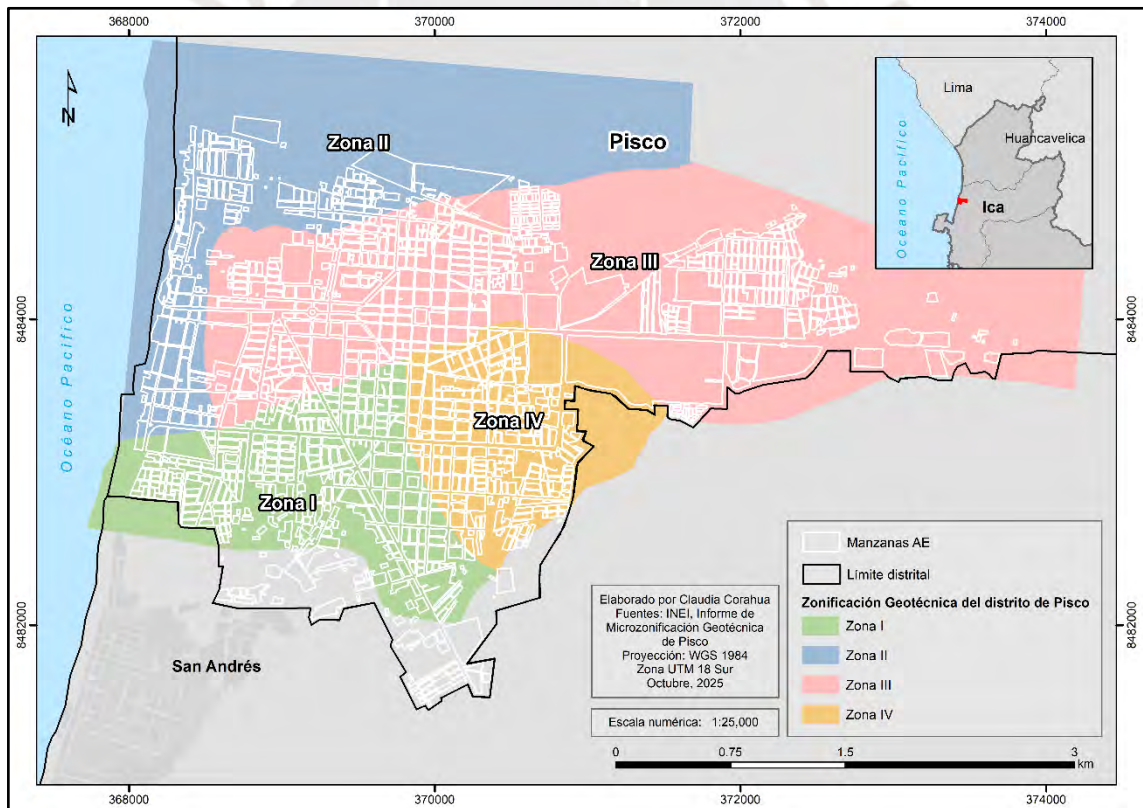 368000
370000
372000
374000
8484000
8482000
8484000
8482000
368000
370000
372000
374000
N
Océano Pacífico
Zona II
Pisco
Zona III
Zona IV
Zona I
San Andrés
Lima
Huancavelica
Océano Pacífico
Ica
Elaborado por Claudia Corahua
Fuentes: INEI, Informe de
Microzonificación Geotécnica
de Pisco
Proyección: WGS 1984
Zona UTM 18 Sur
Octubre, 2025
Escala numérica: 1:25,000
Manzanas AE
Límite distrital
Zonificación Geotécnica del distrito de Pisco
Zona I
Zona II
Zona III
Zona IV
0
0.75
1.5
3
km